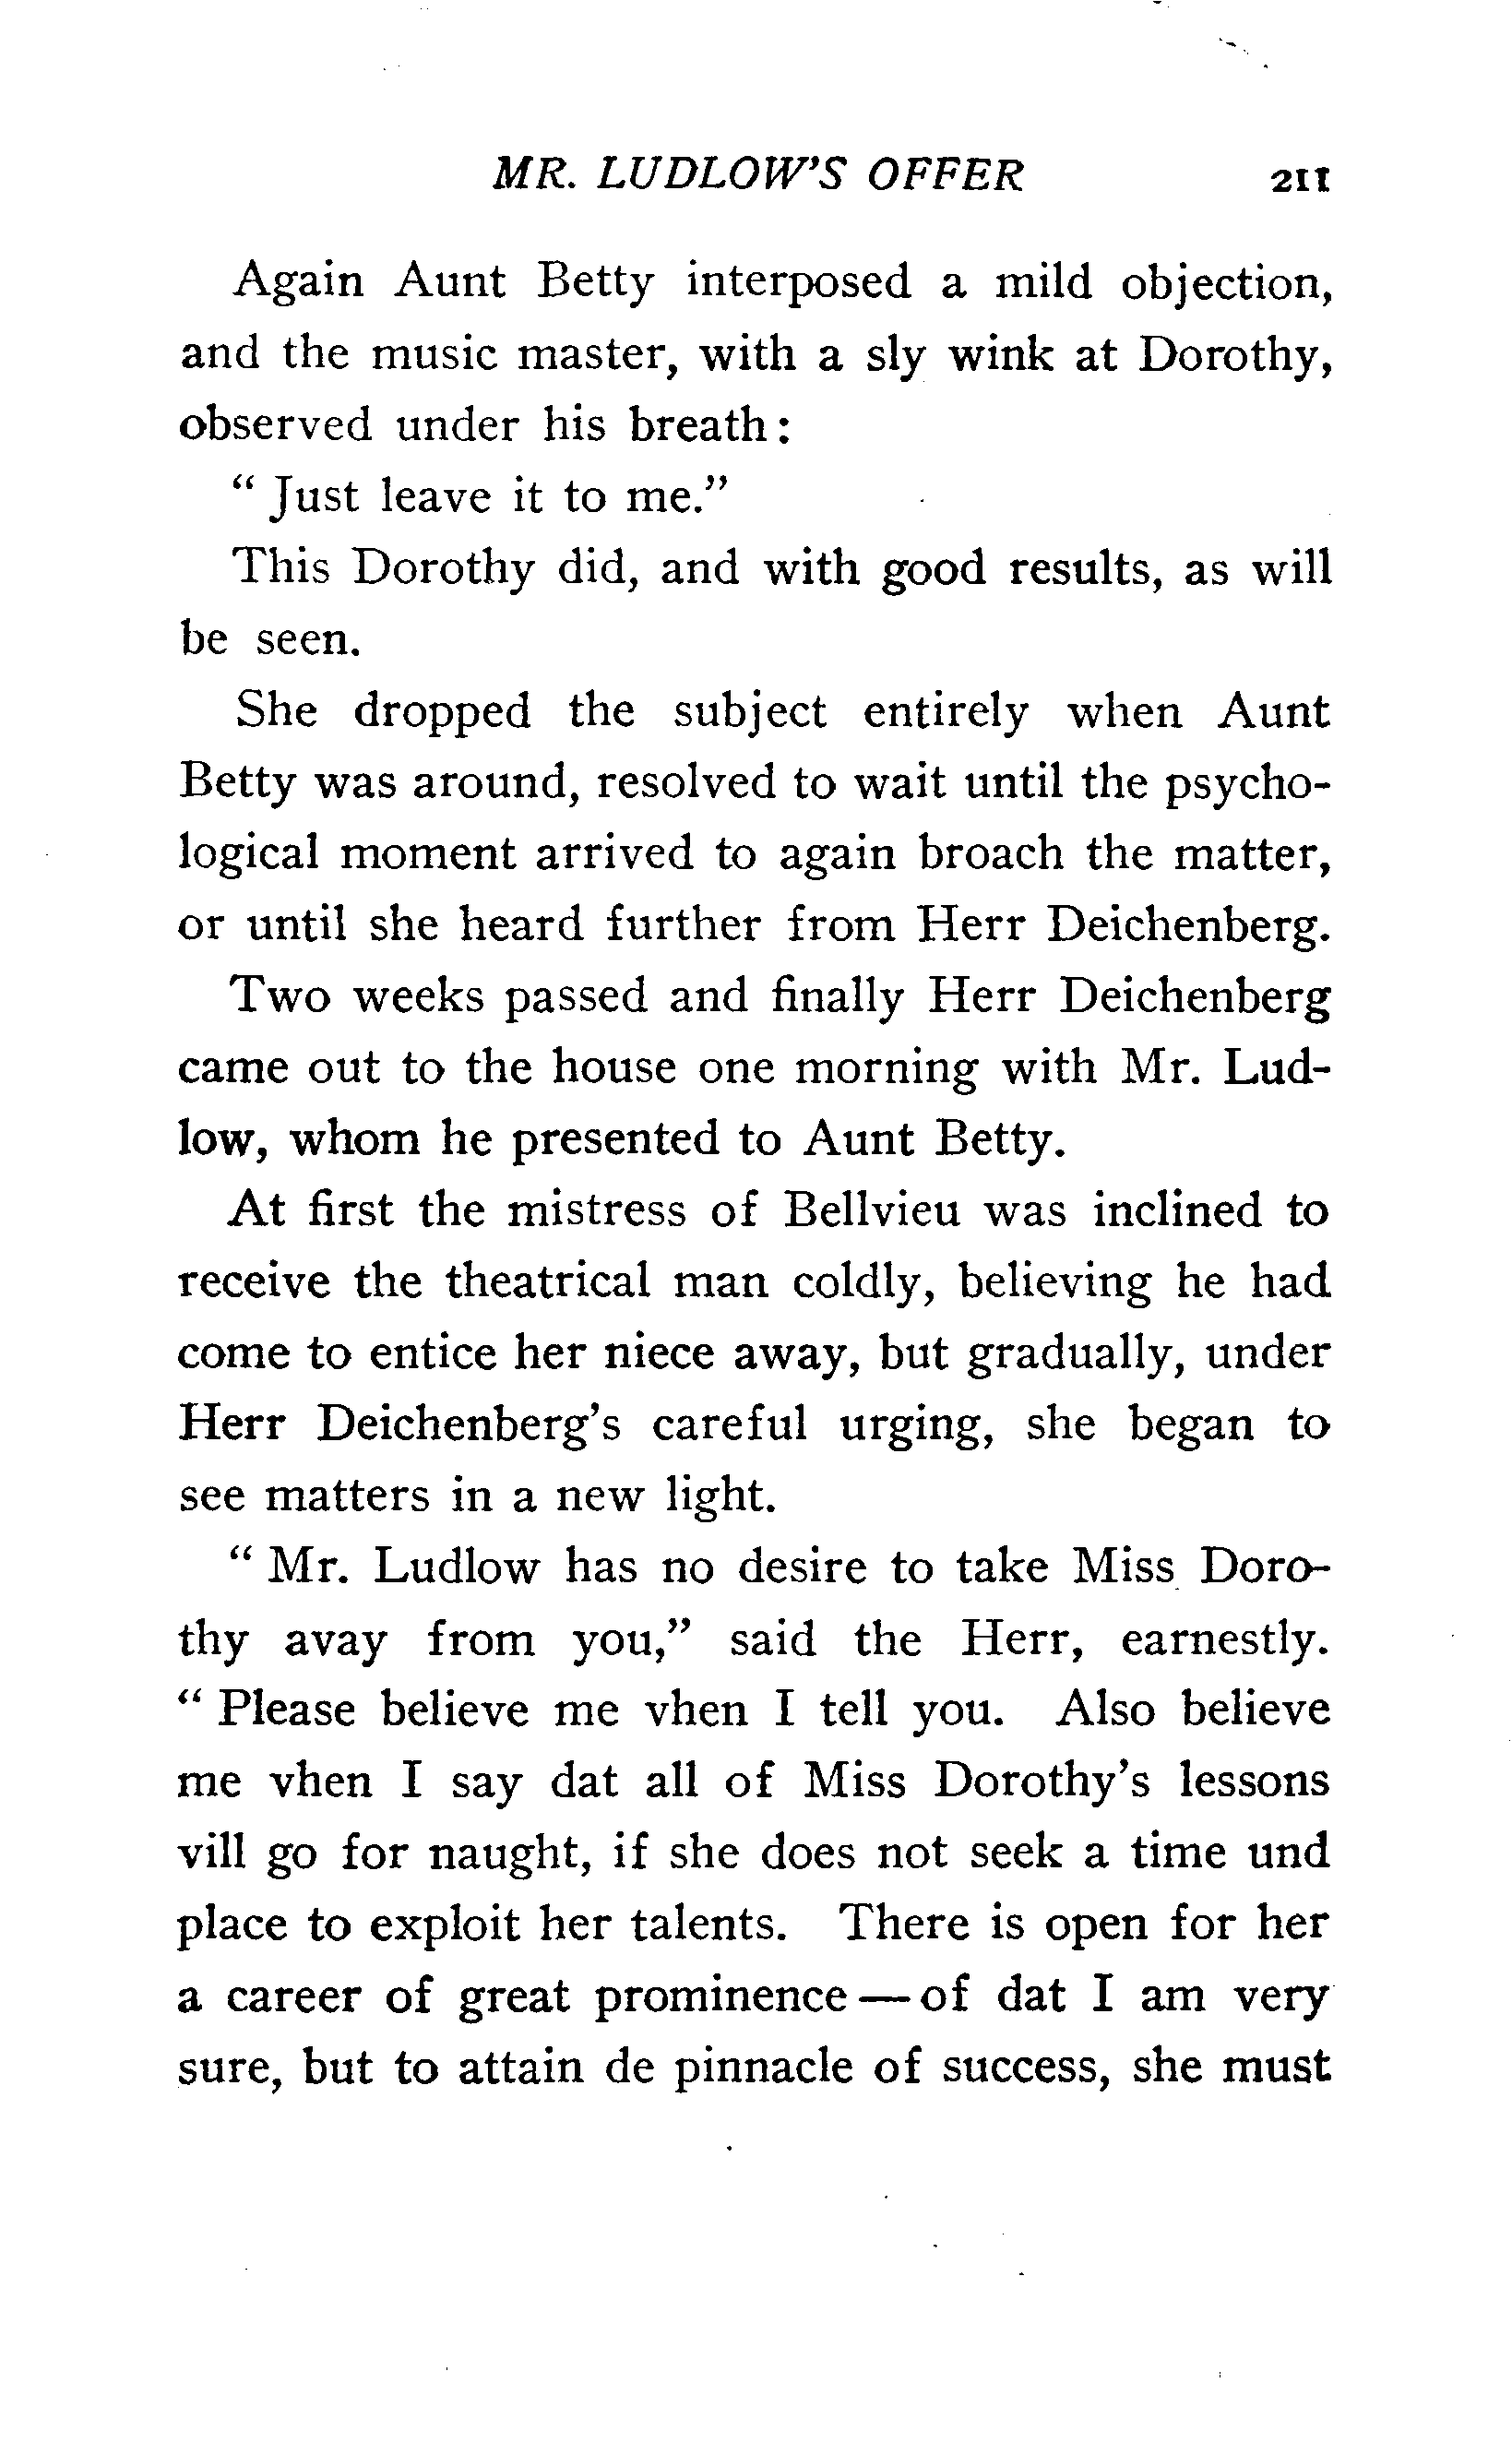 MR. LUDLOW'S OFFER 211
Again Aunt Betty interposed a mild objection,
and the music master, with a sly wink at Dorothy,
observed under his breath:
“Just leave it to me.”
This Dorothy did, and with good results, as will
be seen.
She dropped the subject entirely when Aunt
Betty was around, resolved to wait until the psycho-
logical moment arrived to again broach the matter,
or until she heard further from Herr Deichenberg.
Two weeks passed and finally Herr Deichenberg
came out to the house one morning with Mr. Lud-
low, whom he presented to Aunt Betty.
At first the mistress of Bellvieu was inclined to
receive the theatrical man coldly, believing he had
come to entice her niece away, but gradually, under
Herr Deichenberg's careful urging, she began to
see matters in a new light.
“Mr. Ludlow has no desire to take Miss Doro-
thy avay from you,” said the Herr, earnestly.
“Please believe me vhen I tell you. Also believe
me vhen I say dat all of Miss Dorothy's lessons
vill go for naught, if she does not seek a time und
place to exploit her talents. There is open for her
a career of great prominence—of dat I am very
sure, but to attain de pinnacle of success, she must